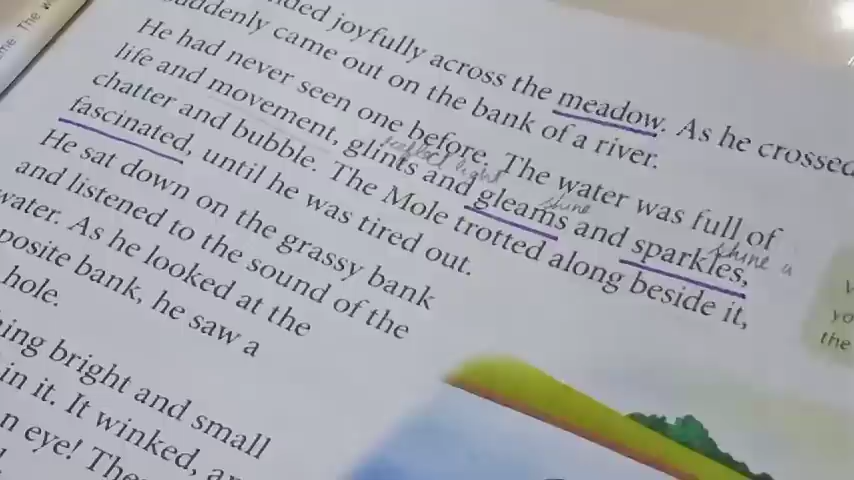 joyfully across the meadow. As he crossed
suddenly came out on the bank of a river.
He had never seen one before. The water was full of
life and movement, glints and gleams and sparkles,
reflect light
shine
shine a
chatter and bubble. The Mole trotted along beside it,
fascinated, until he was tired out.
He sat down on the grassy bank
and listened to the sound of the
water. As he looked at the
posite bank, he saw a
hole.
ing bright and small
in it. It winked,
n eye!
the